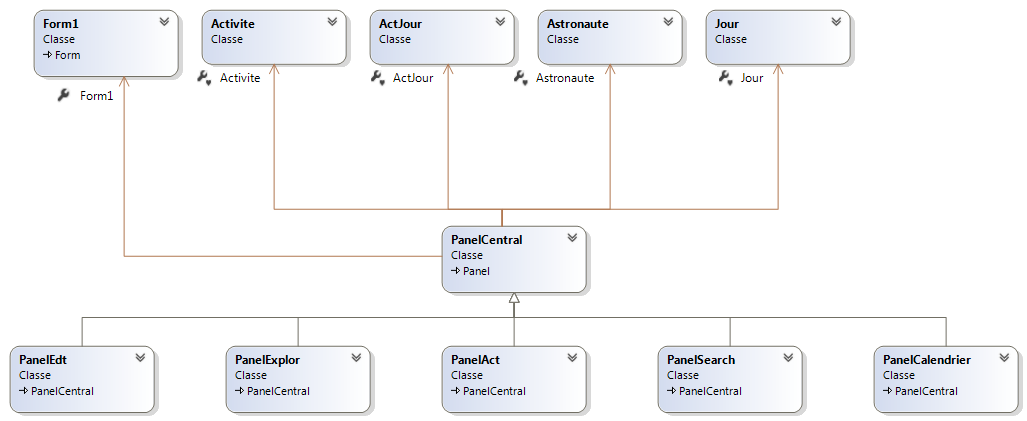 Form1
Classe
Form
Activite
Classe
ActJour
Classe
Astronaute
Classe
Jour
Classe
Form1
Activite
ActJour
Astronaute
Jour
PanelCentral
Classe
Panel
PanelEdt
Classe
PanelCentral
PanelExplor
Classe
PanelCentral
PanelAct
Classe
PanelCentral
PanelSearch
Classe
PanelCentral
PanelCalendrier
Classe
PanelCentral